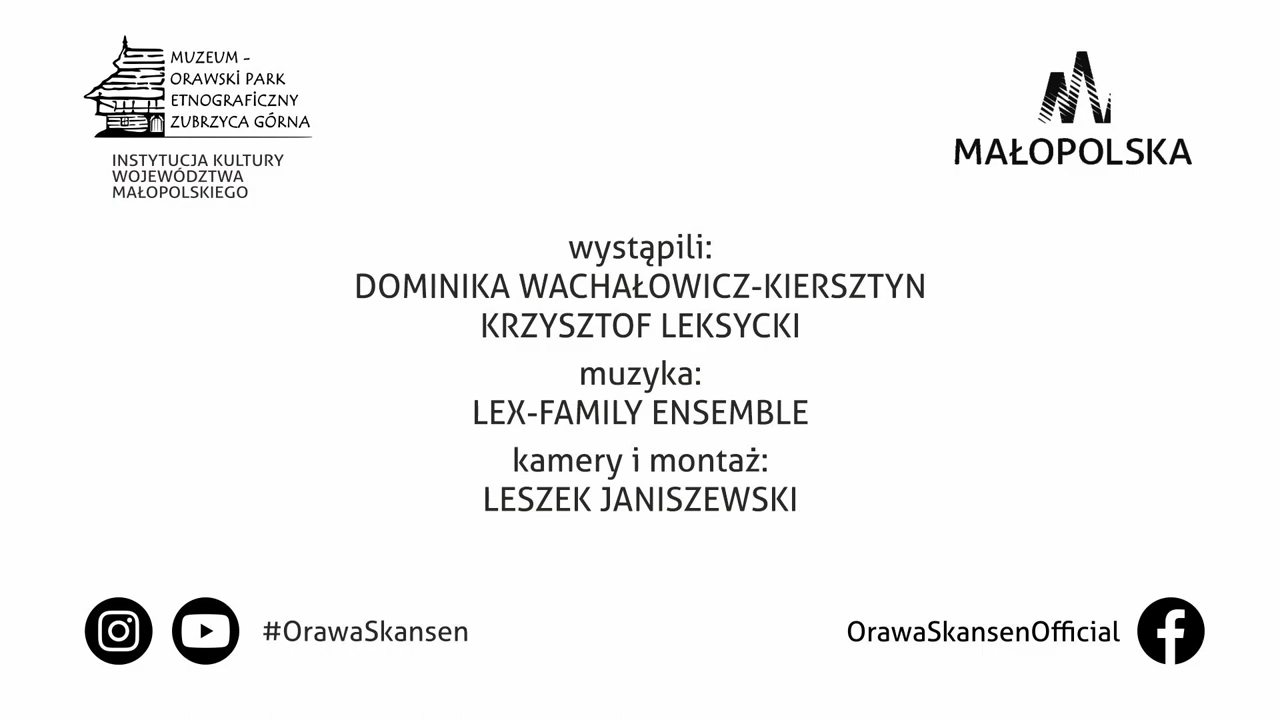 MUZEUM -
ORAWSKI PARK
ETNOGRAFICZNY
ZUBRZYCA GÓRNA
INSTYTUCJA KULTURY
WOJEWÓDZTWA
MAŁOPOLSKIEGO
MAŁOPOLSKA
wystąpili:
DOMINIKA WACHAŁOWICZ-KIERSZTYN
KRZYSZTOF LEKSYCKI
muzyka:
LEX-FAMILY ENSEMBLE
kamery i montaż:
LESZEK JANISZEWSKI
#OrawaSkansen
OrawaSkansenOfficial